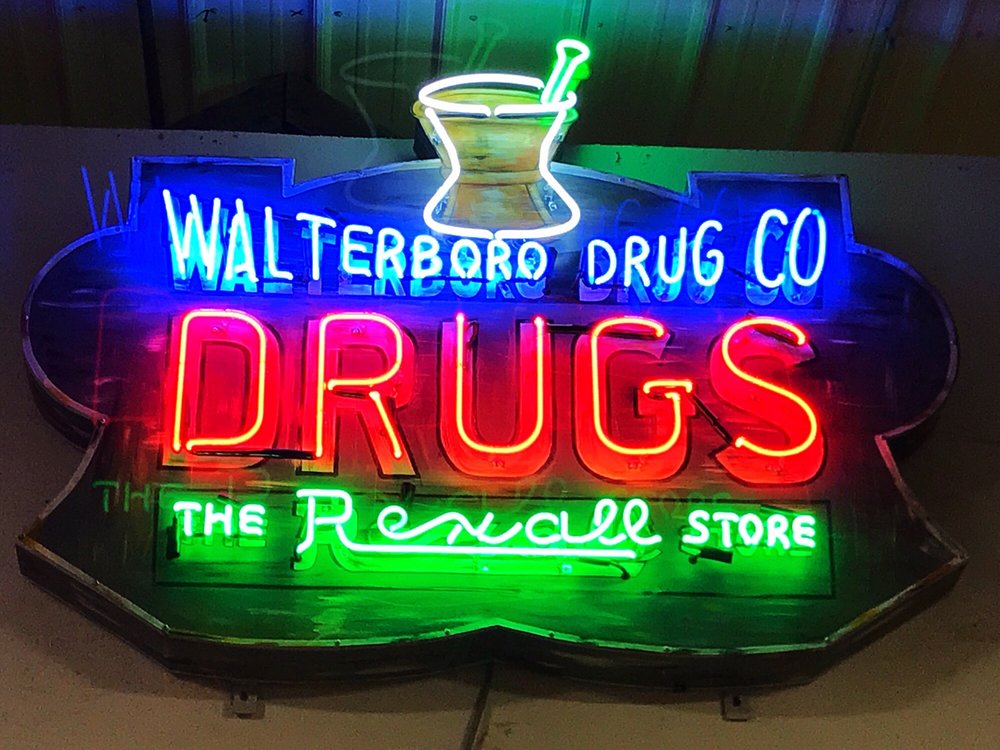 WALTERBORO DRUG CO
DRUGS
THE Rexall STORE